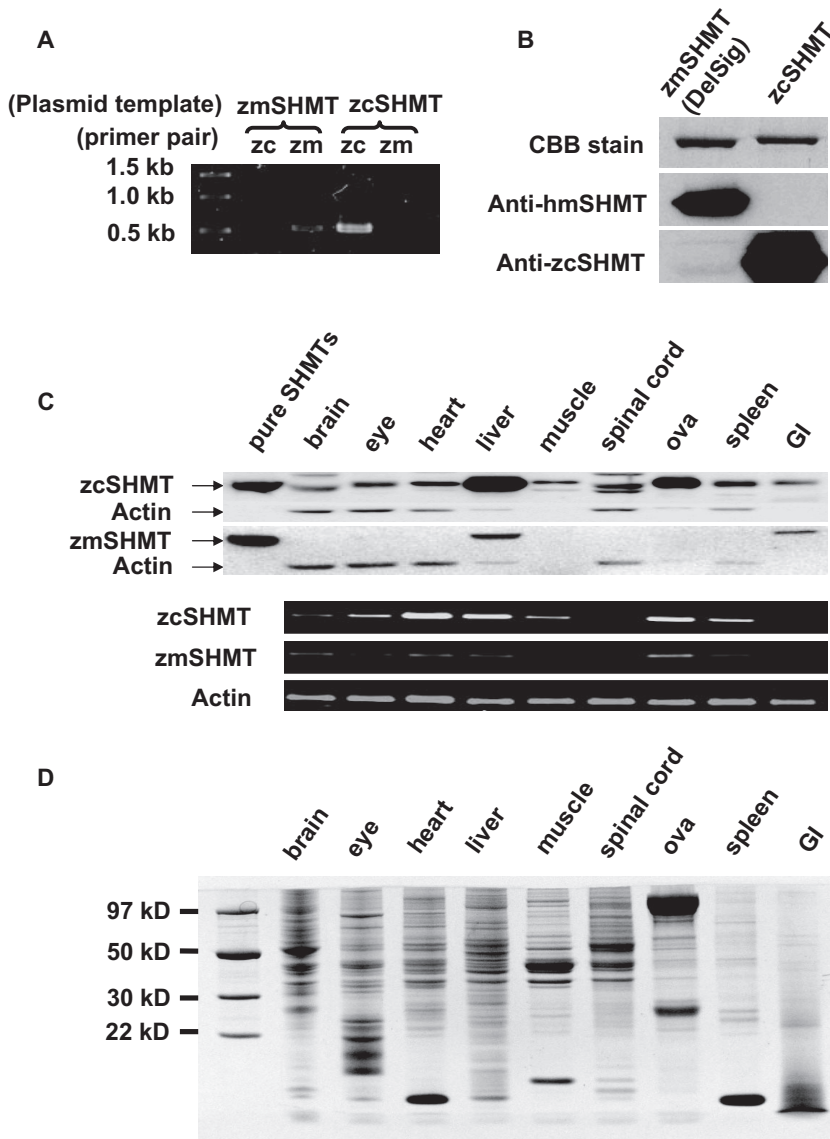 A
(Plasmid template) zmSHMT zcSHMT
(primer pair) zc zm zc zm
1.5 kb
1.0 kb
0.5 kb
B
zmSHMT (DelSig) zcSHMT
CBB stain
Anti-hmSHMT
Anti-zcSHMT
C
pure SHMTs brain eye heart liver muscle spinal cord ova spleen GI
zcSHMT
Actin
zmSHMT
Actin
zcSHMT
zmSHMT
Actin
D
brain eye heart liver muscle spinal cord ova spleen GI
97 kD
50 kD
30 kD
22 kD